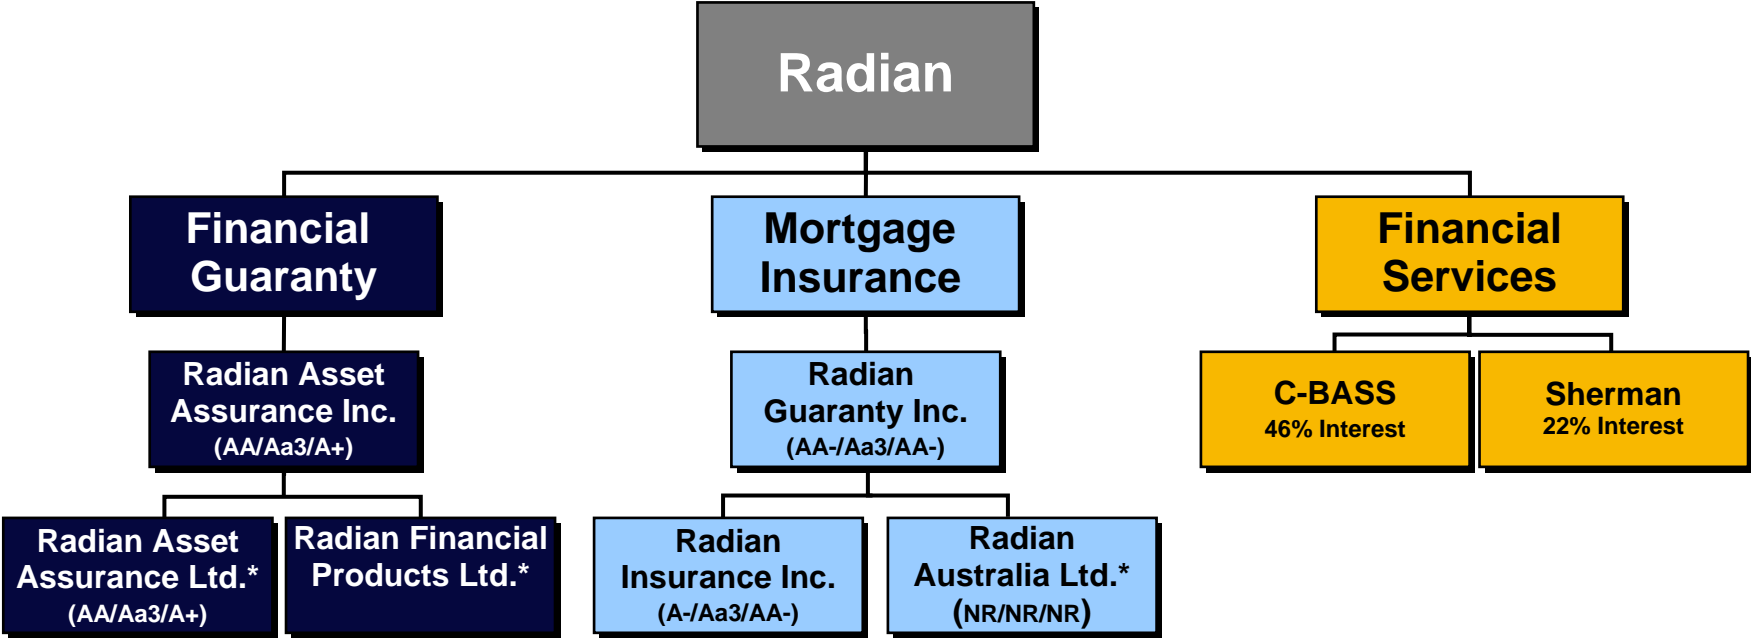 Radian
Financial
Guaranty
Mortgage
Insurance
Financial
Services
Radian Asset
Assurance Inc.
(AA/Aa3/A+)
Radian
Guaranty Inc.
(AA-/Aa3/AA-)
C-BASS
46% Interest
Sherman
22% Interest
Radian Asset
Assurance Ltd.*
(AA/Aa3/A+)
Radian Financial
Products Ltd.*
Radian
Insurance Inc.
(A-/Aa3/AA-)
Radian
Australia Ltd.*
(NR/NR/NR)